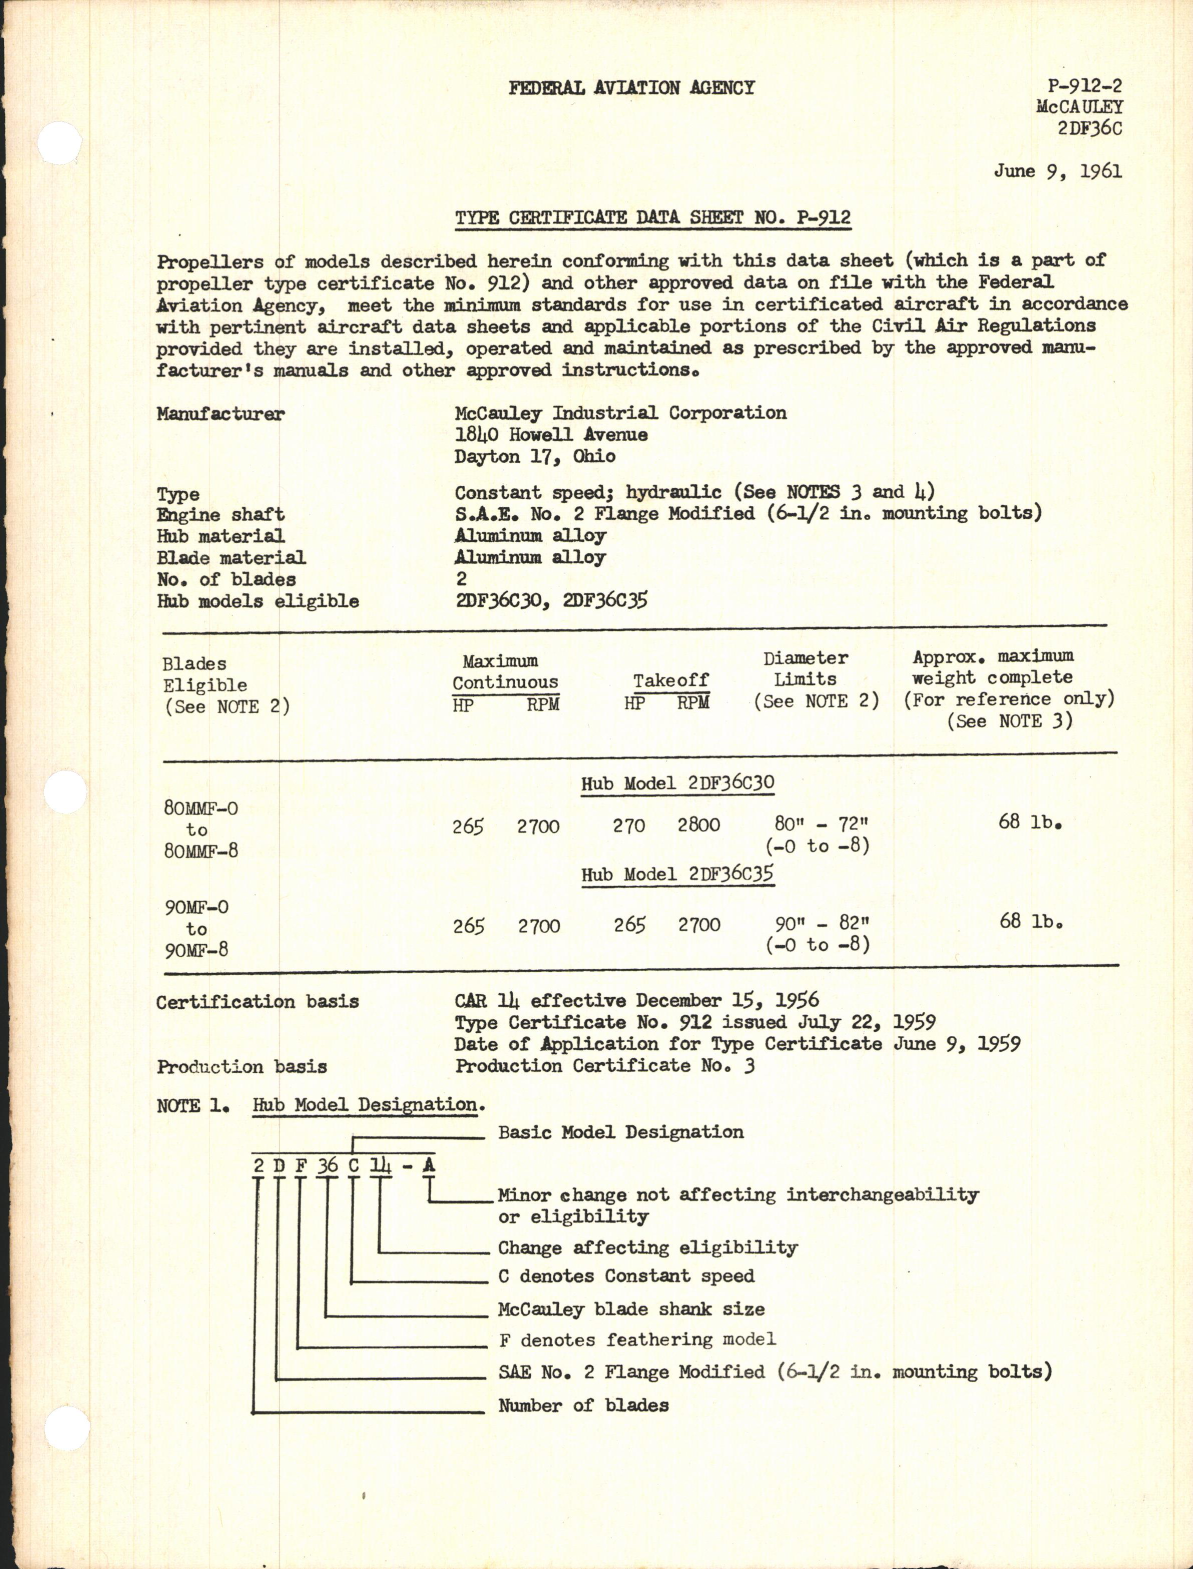 FEDERAL AVIATION AGENCY
P-912-2
McCAULEY
2DF36C
June 9, 1961
TYPE CERTIFICATE DATA SHEET NO. P-912
Propellers of models described herein conforming with this data sheet (which is a part of
propeller type certificate No. 912) and other approved data on file with the Federal
Aviation Agency, meet the minimum standards for use in certificated aircraft in accordance
with pertinent aircraft data sheets and applicable portions of the Civil Air Regulations
provided they are installed, operated and maintained as prescribed by the approved manu-
facturer's manuals and other approved instructions.
Manufacturer McCauley Industrial Corporation
1840 Howell Avenue
Dayton 17, Ohio
Type Constant speed; hydraulic (See NOTES 3 and 4)
Engine shaft S.A.E. No. 2 Flange Modified (6-1/2 in. mounting bolts)
Hub material Aluminum alloy
Blade material Aluminum alloy
No. of blades 2
Hub models eligible 2DF36C30, 2DF36C35
Blades Maximum Diameter Approx. maximum
Eligible Continuous Takeoff Limits weight complete
(See NOTE 2) HP RPM HP RPM (See NOTE 2) (For reference only)
(See NOTE 3)
Hub Model 2DF36C30
80MMF-0
to 265 2700 270 2800 80" - 72" 68 lb.
80MMF-8 (-0 to -8)
Hub Model 2DF36C35
90MF-0
to 265 2700 265 2700 90" - 82" 68 lb.
90MF-8 (-0 to -8)
Certification basis CAR 14 effective December 15, 1956
Type Certificate No. 912 issued July 22, 1959
Date of Application for Type Certificate June 9, 1959
Production basis Production Certificate No. 3
NOTE 1. Hub Model Designation.
Basic Model Designation
2 D F 36 C 14 - A
Minor change not affecting interchangeability
or eligibility
Change affecting eligibility
C denotes Constant speed
McCauley blade shank size
F denotes feathering model
SAE No. 2 Flange Modified (6-1/2 in. mounting bolts)
Number of blades